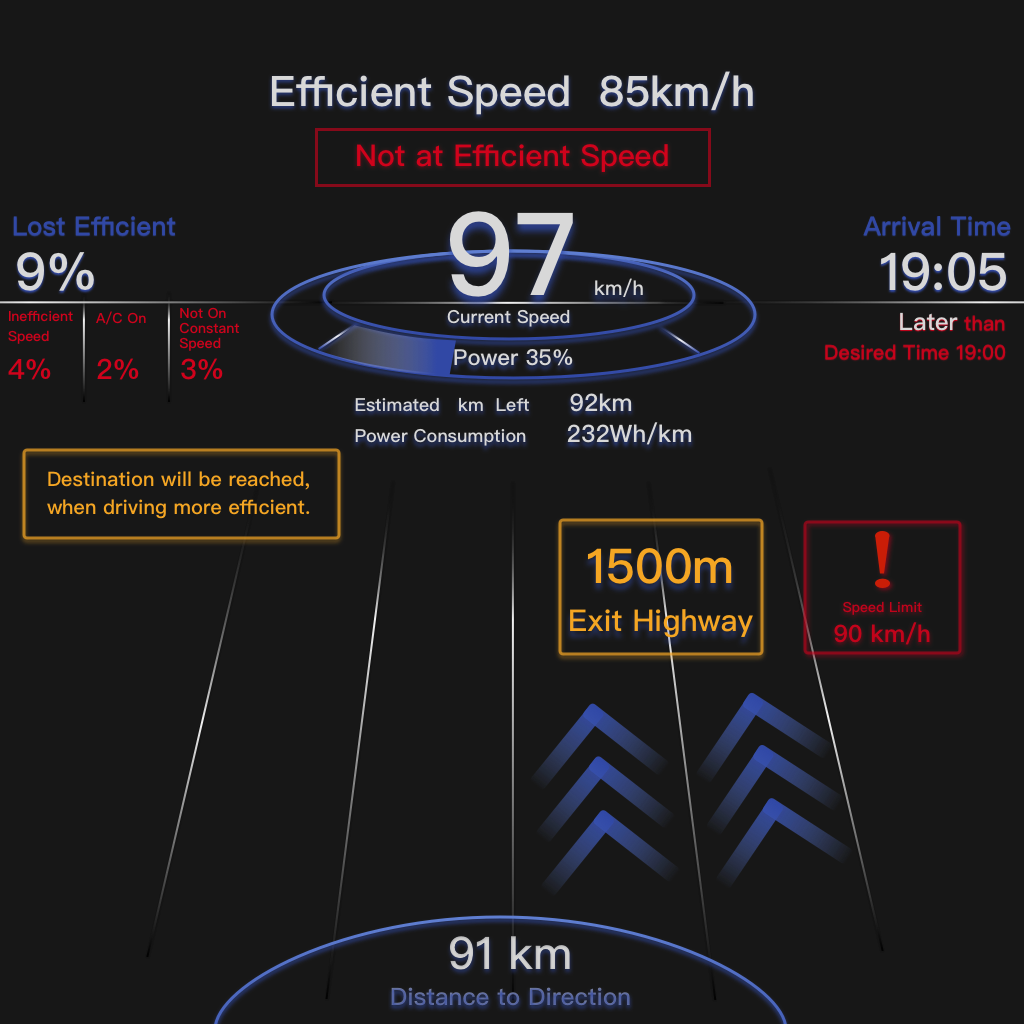 Efficient Speed 85km/h
Not at Efficient Speed
Lost Efficient
9%
Inefficient
Speed
4%
A/C On
2%
Not On
Constant
Speed
3%
97
km/h
Current Speed
Power 35%
Estimated km Left 92km
Power Consumption 232Wh/km
Arrival Time
19:05
Later than
Desired Time 19:00
Destination will be reached,
when driving more efficient.
1500m
Exit Highway
!
Speed Limit
90 km/h
91 km
Distance to Direction